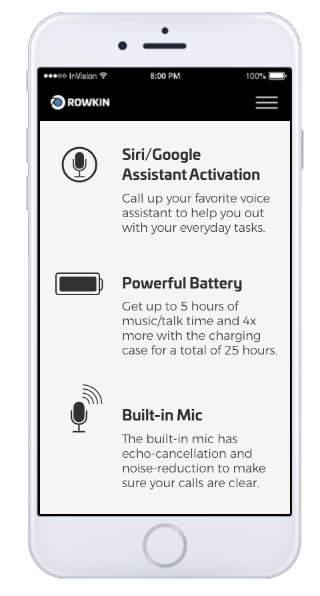 InVision
8:00 PM
100%
ROWKIN
Siri/Google
Assistant Activation
Call up your favorite voice
assistant to help you out
with your everyday tasks.
Powerful Battery
Get up to 5 hours of
music/talk time and 4x
more with the charging
case for a total of 25 hours.
Built-in Mic
The built-in mic has
echo-cancellation and
noise-reduction to make
sure your calls are clear.